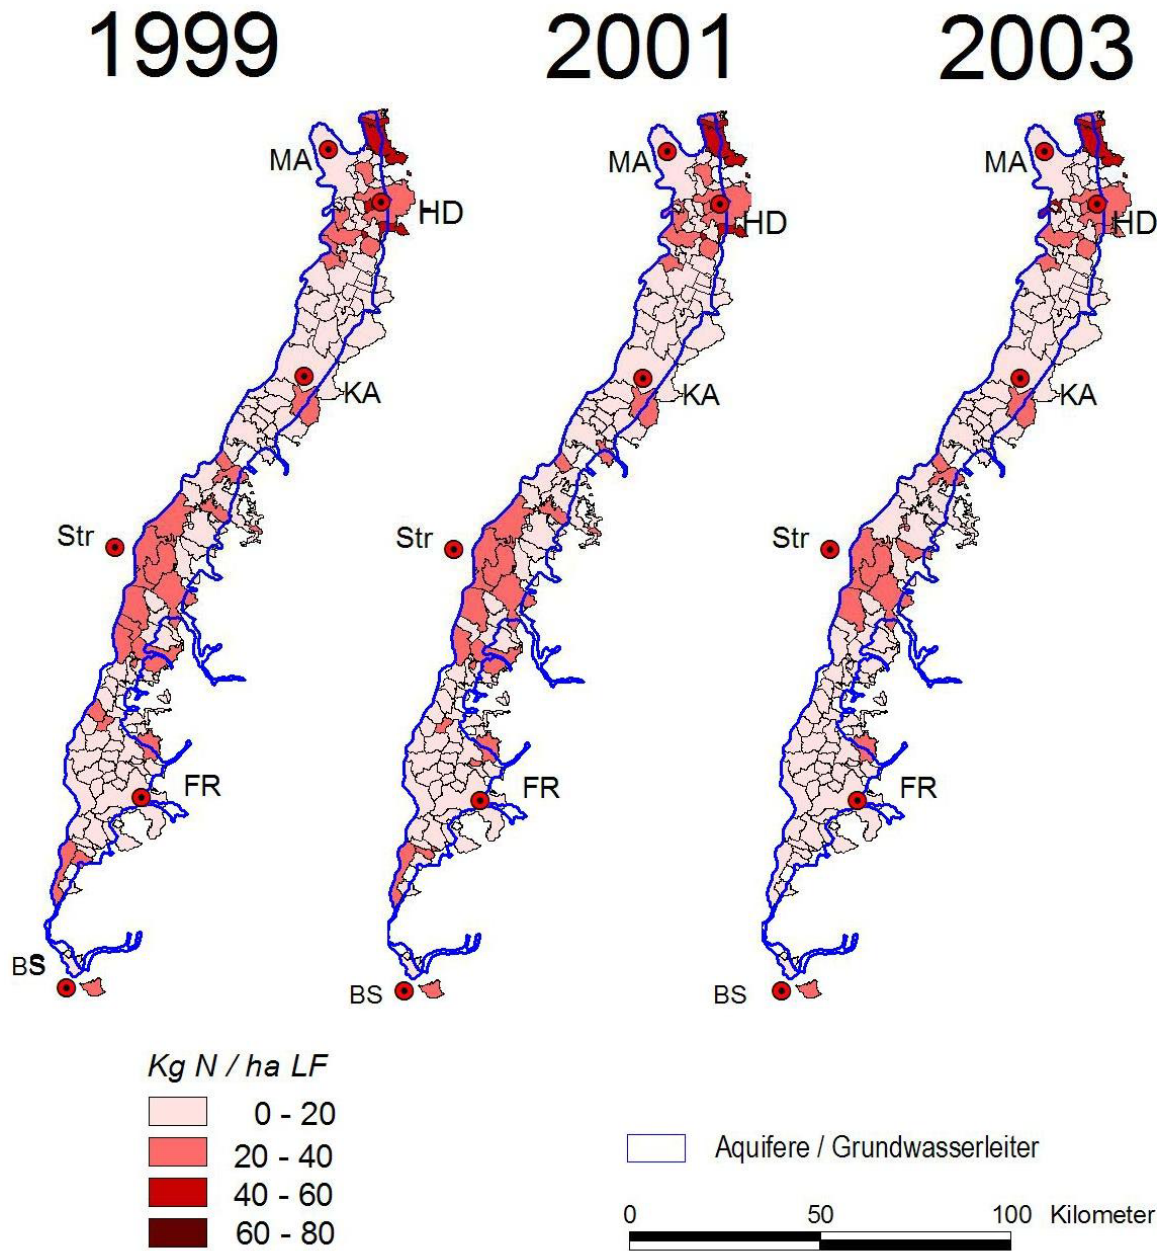 1999 2001 2003
MA MA MA
HD HD HD
KA KA KA
Str Str Str
FR FR FR
BS BS BS
Kg N / ha LF
0 - 20
20 - 40
40 - 60
60 - 80
Aquifere / Grundwasserleiter
0 50 100 Kilometer